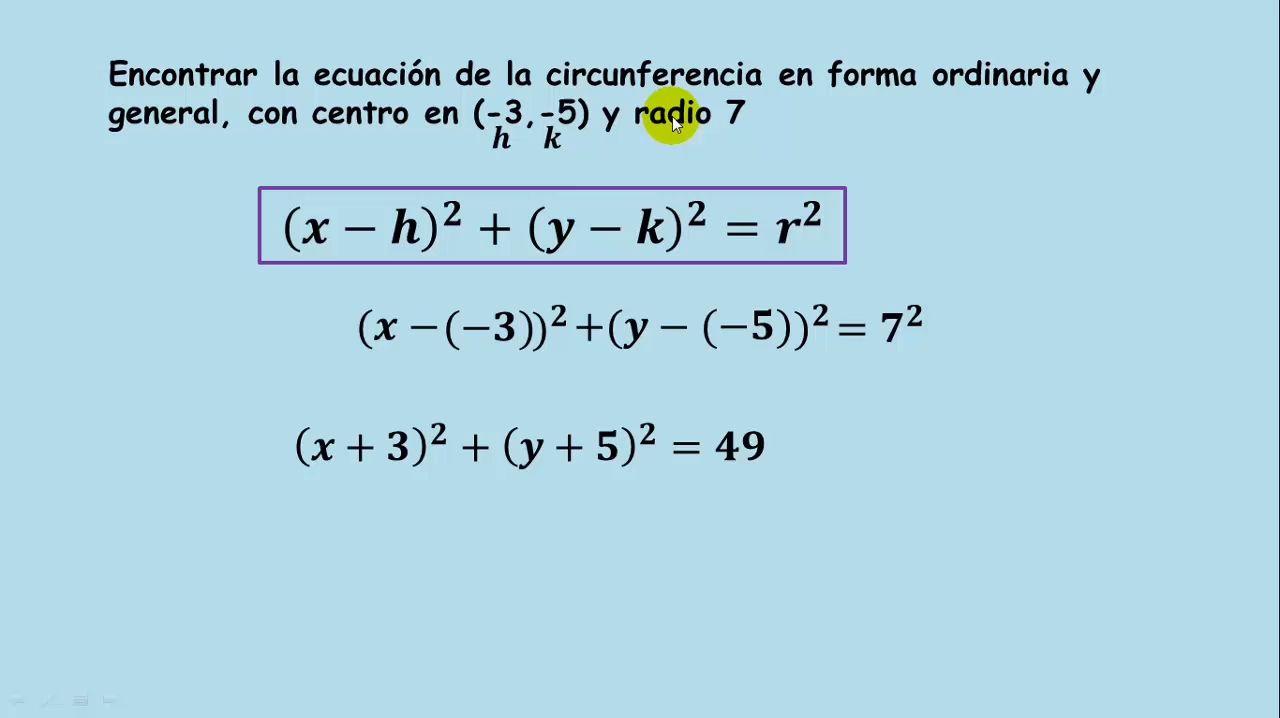 Encontrar la ecuación de la circunferencia en forma ordinaria y
general, con centro en (-3,-5) y radio 7
h k
(x − h)² + (y − k)² = r²
(x −(−3))²+(y − (−5))² = 7²
(x + 3)² + (y + 5)² = 49